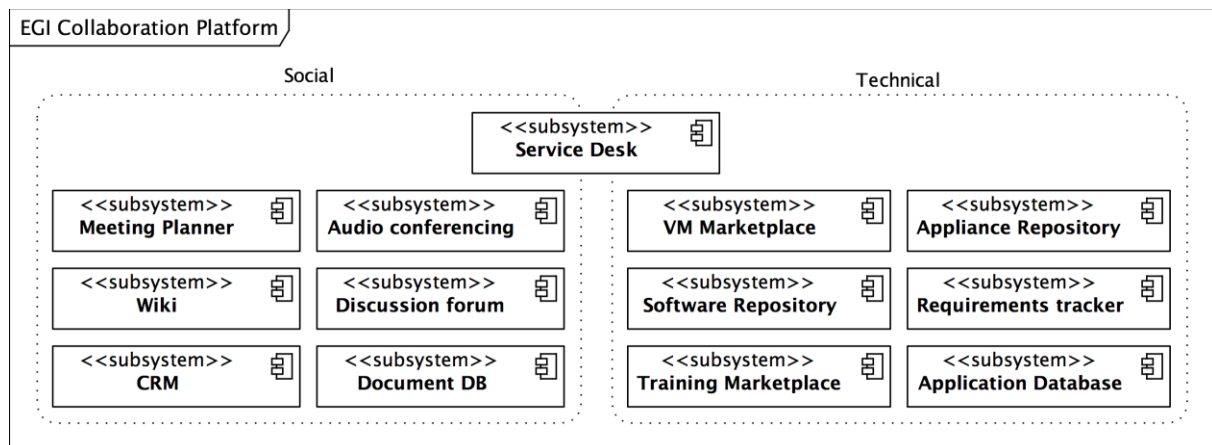 EGI Collaboration Platform
Social
Technical
<<subsystem>>
Service Desk
<<subsystem>>
Meeting Planner
<<subsystem>>
Audio conferencing
<<subsystem>>
VM Marketplace
<<subsystem>>
Appliance Repository
<<subsystem>>
Wiki
<<subsystem>>
Discussion forum
<<subsystem>>
Software Repository
<<subsystem>>
Requirements tracker
<<subsystem>>
CRM
<<subsystem>>
Document DB
<<subsystem>>
Training Marketplace
<<subsystem>>
Application Database